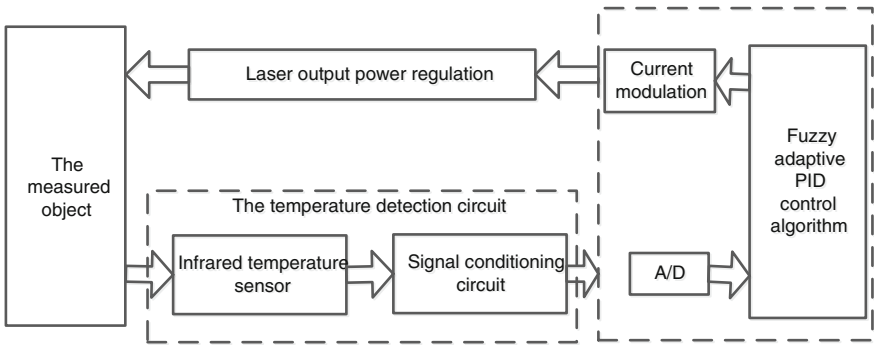 Laser output power regulation
Current
modulation
The
measured
object
Fuzzy
adaptive
PID
control
algorithm
The temperature detection circuit
Infrared temperature
sensor
Signal conditioning
circuit
A/D